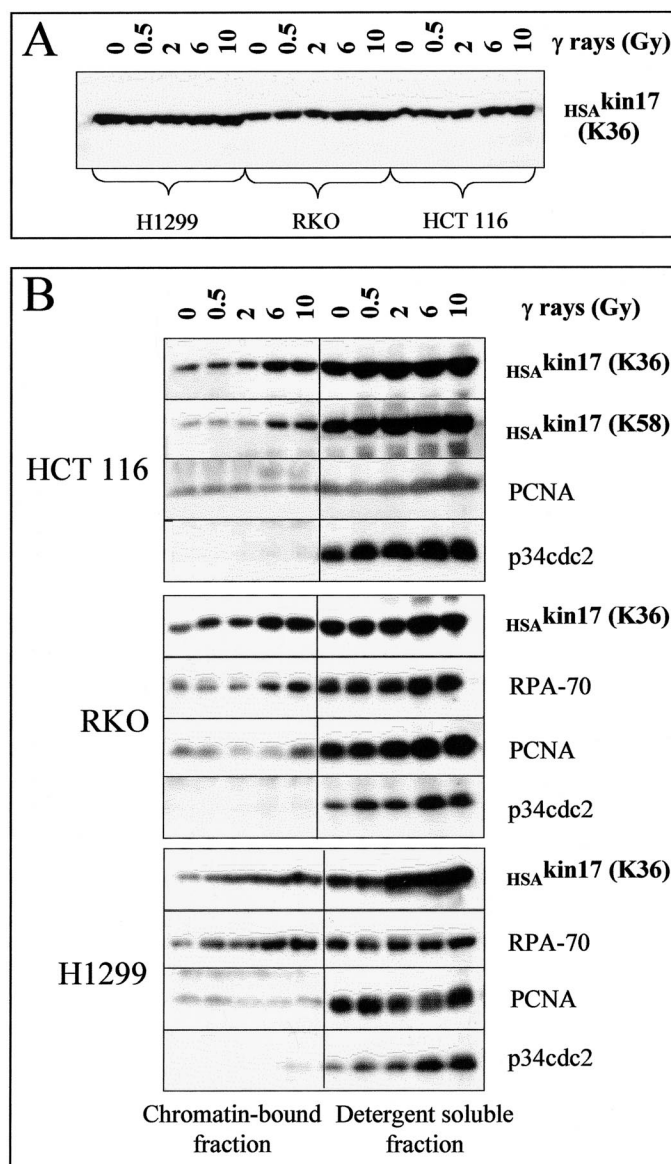 A
0 0.5 2 6 10 0 0.5 2 6 10 0 0.5 2 6 10 γ rays (Gy)
HSAkin17
(K36)
H1299 RKO HCT 116
B
0 0.5 2 6 10 0 0.5 2 6 10 γ rays (Gy)
HSAkin17 (K36)
HSAkin17 (K58)
HCT 116
PCNA
p34cdc2
HSAkin17 (K36)
RPA-70
RKO
PCNA
p34cdc2
HSAkin17 (K36)
RPA-70
H1299
PCNA
p34cdc2
Chromatin-bound Detergent soluble
fraction fraction